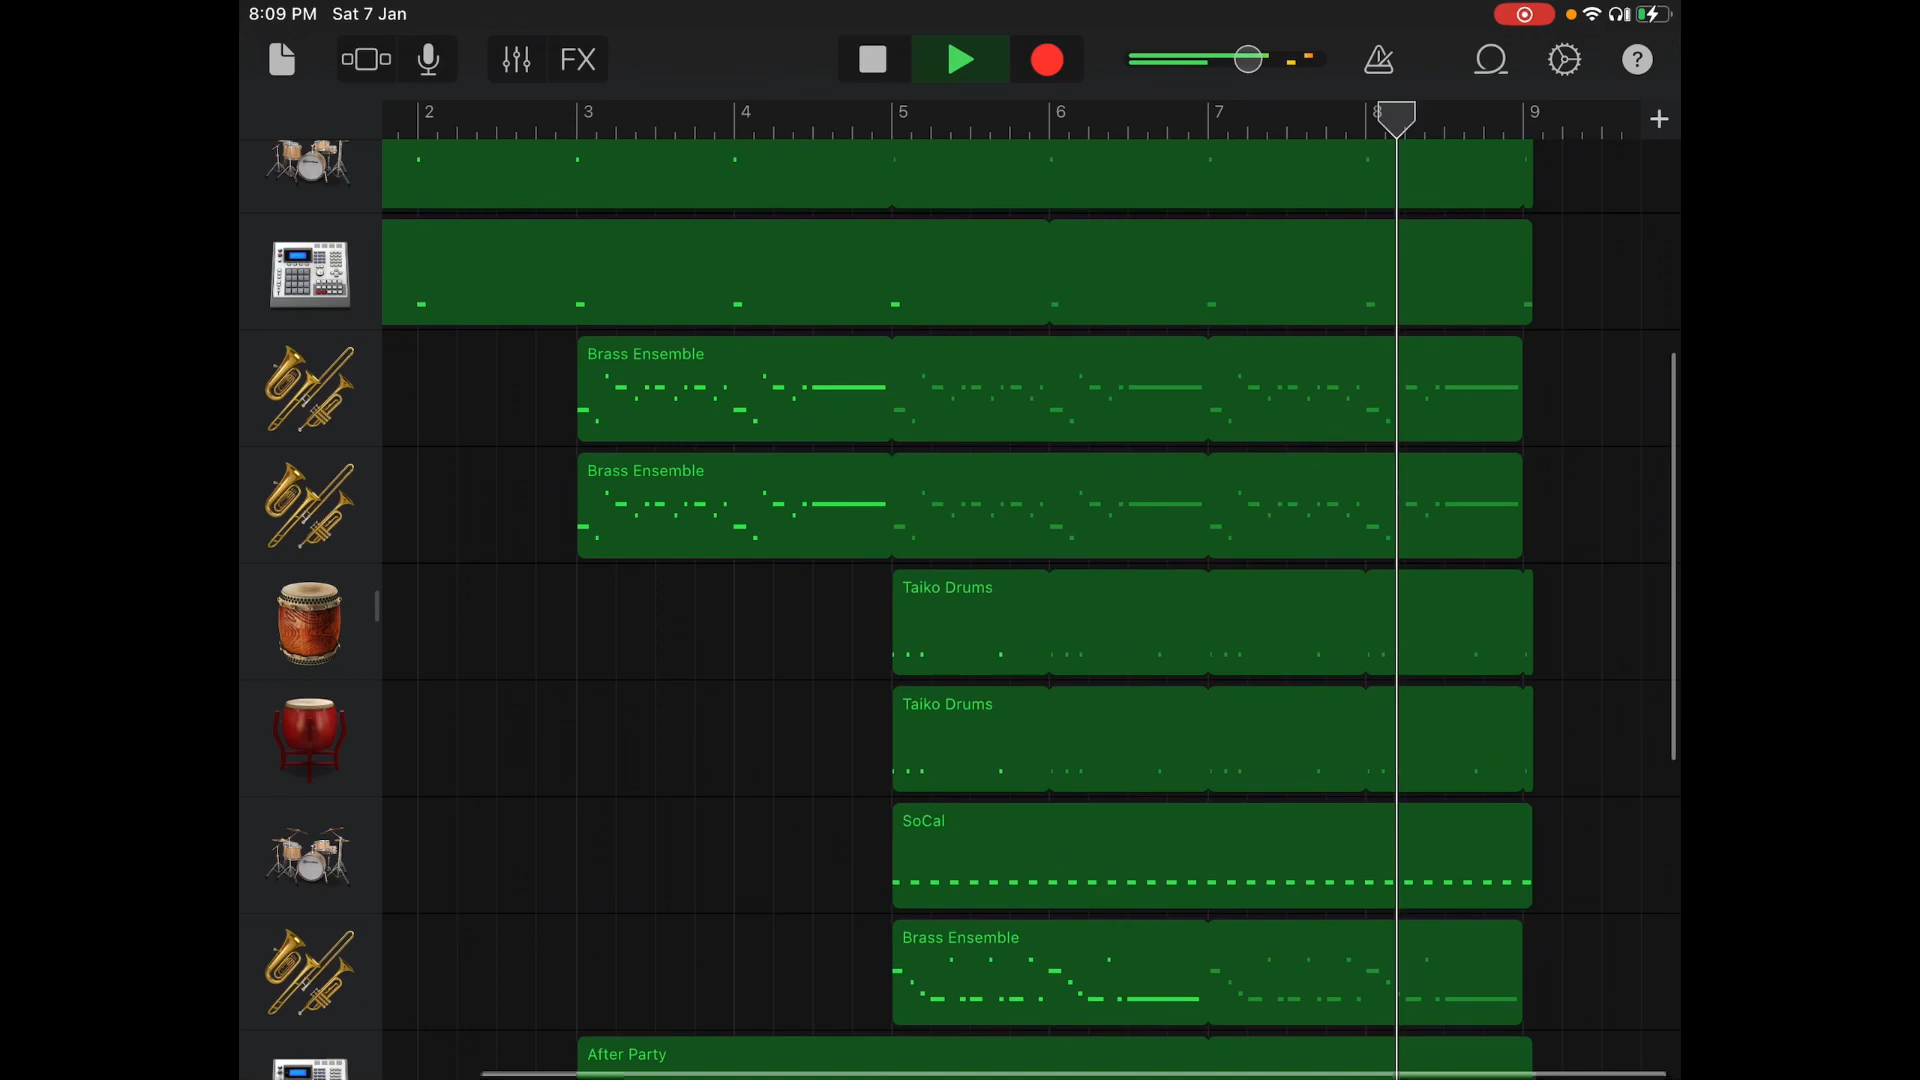 8:09 PM Sat 7 Jan
FX
?
2 3 4 5 6 7 8 9 +
Brass Ensemble
Brass Ensemble
Taiko Drums
Taiko Drums
SoCal
Brass Ensemble
After Party